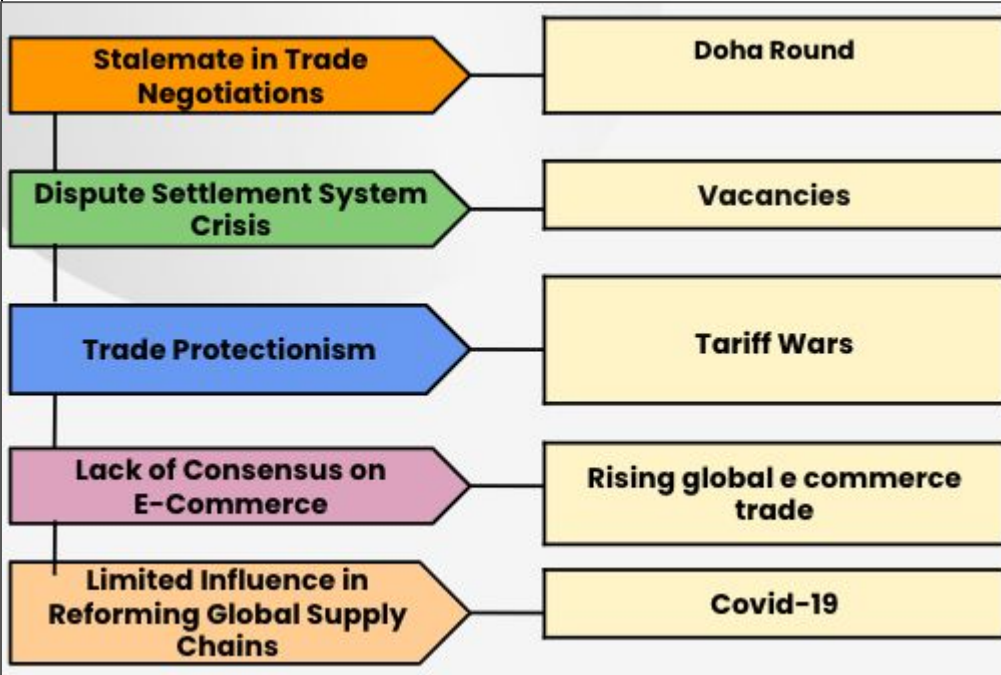 Stalemate in Trade
Negotiations
Doha Round
Dispute Settlement System
Crisis
Vacancies
Trade Protectionism
Tariff Wars
Lack of Consensus on
E-Commerce
Rising global e commerce
trade
Limited Influence in
Reforming Global Supply
Chains
Covid-19